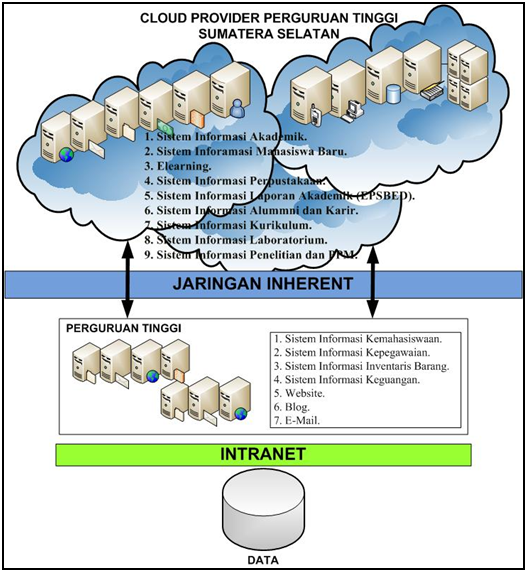 CLOUD PROVIDER PERGURUAN TINGGI
SUMATERA SELATAN
1. Sistem Informasi Akademik.
2. Sistem Inforamasi Mahasiswa Baru.
3. Elearning.
4. Sistem Informasi Perpustakaan.
5. Sistem Informasi Laporan Akademik (EPSBED).
6. Sistem Informasi Alummni dan Karir.
7. Sistem Informasi Kurikulum.
8. Sistem Informasi Laboratorium.
9. Sistem Informasi Penelitian dan PPM.
JARINGAN INHERENT
PERGURUAN TINGGI
1. Sistem Informasi Kemahasiswaan.
2. Sistem Informasi Kepegawaian.
3. Sistem Informasi Inventaris Barang.
4. Sistem Informasi Keguangan.
5. Website.
6. Blog.
7. E-Mail.
INTRANET
DATA